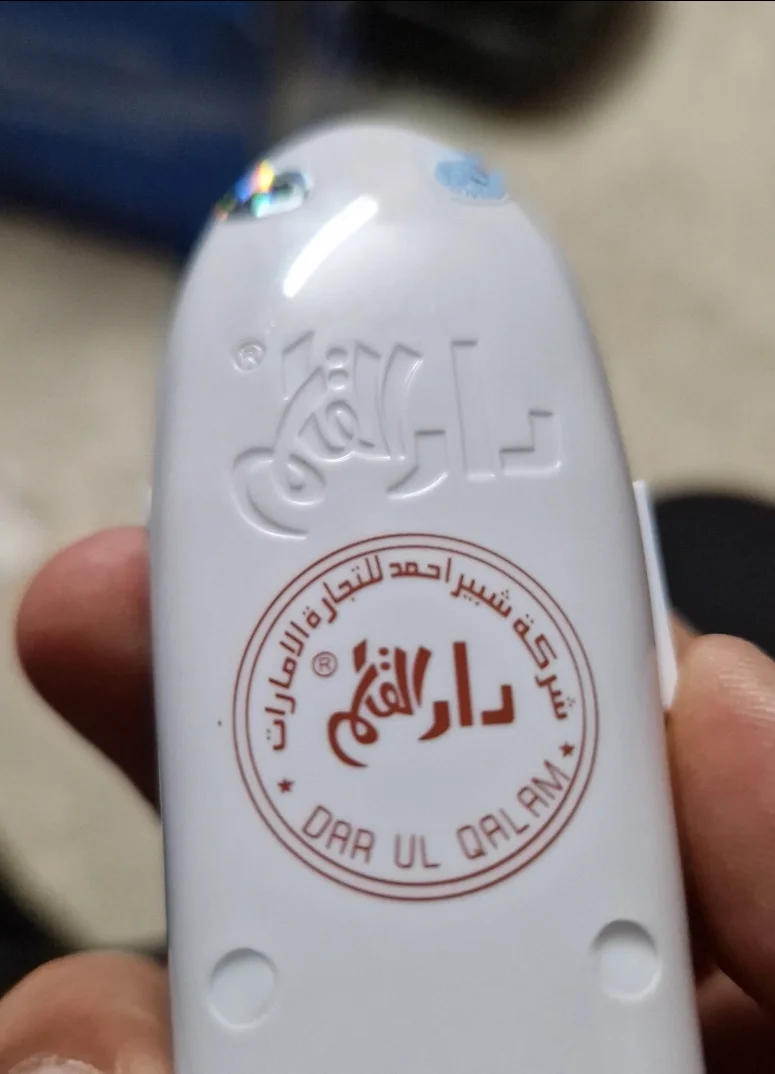 دار القلم ®
شركة شبير احمد للتجارة الامارات
دار القلم ®
DAR UL QALAM